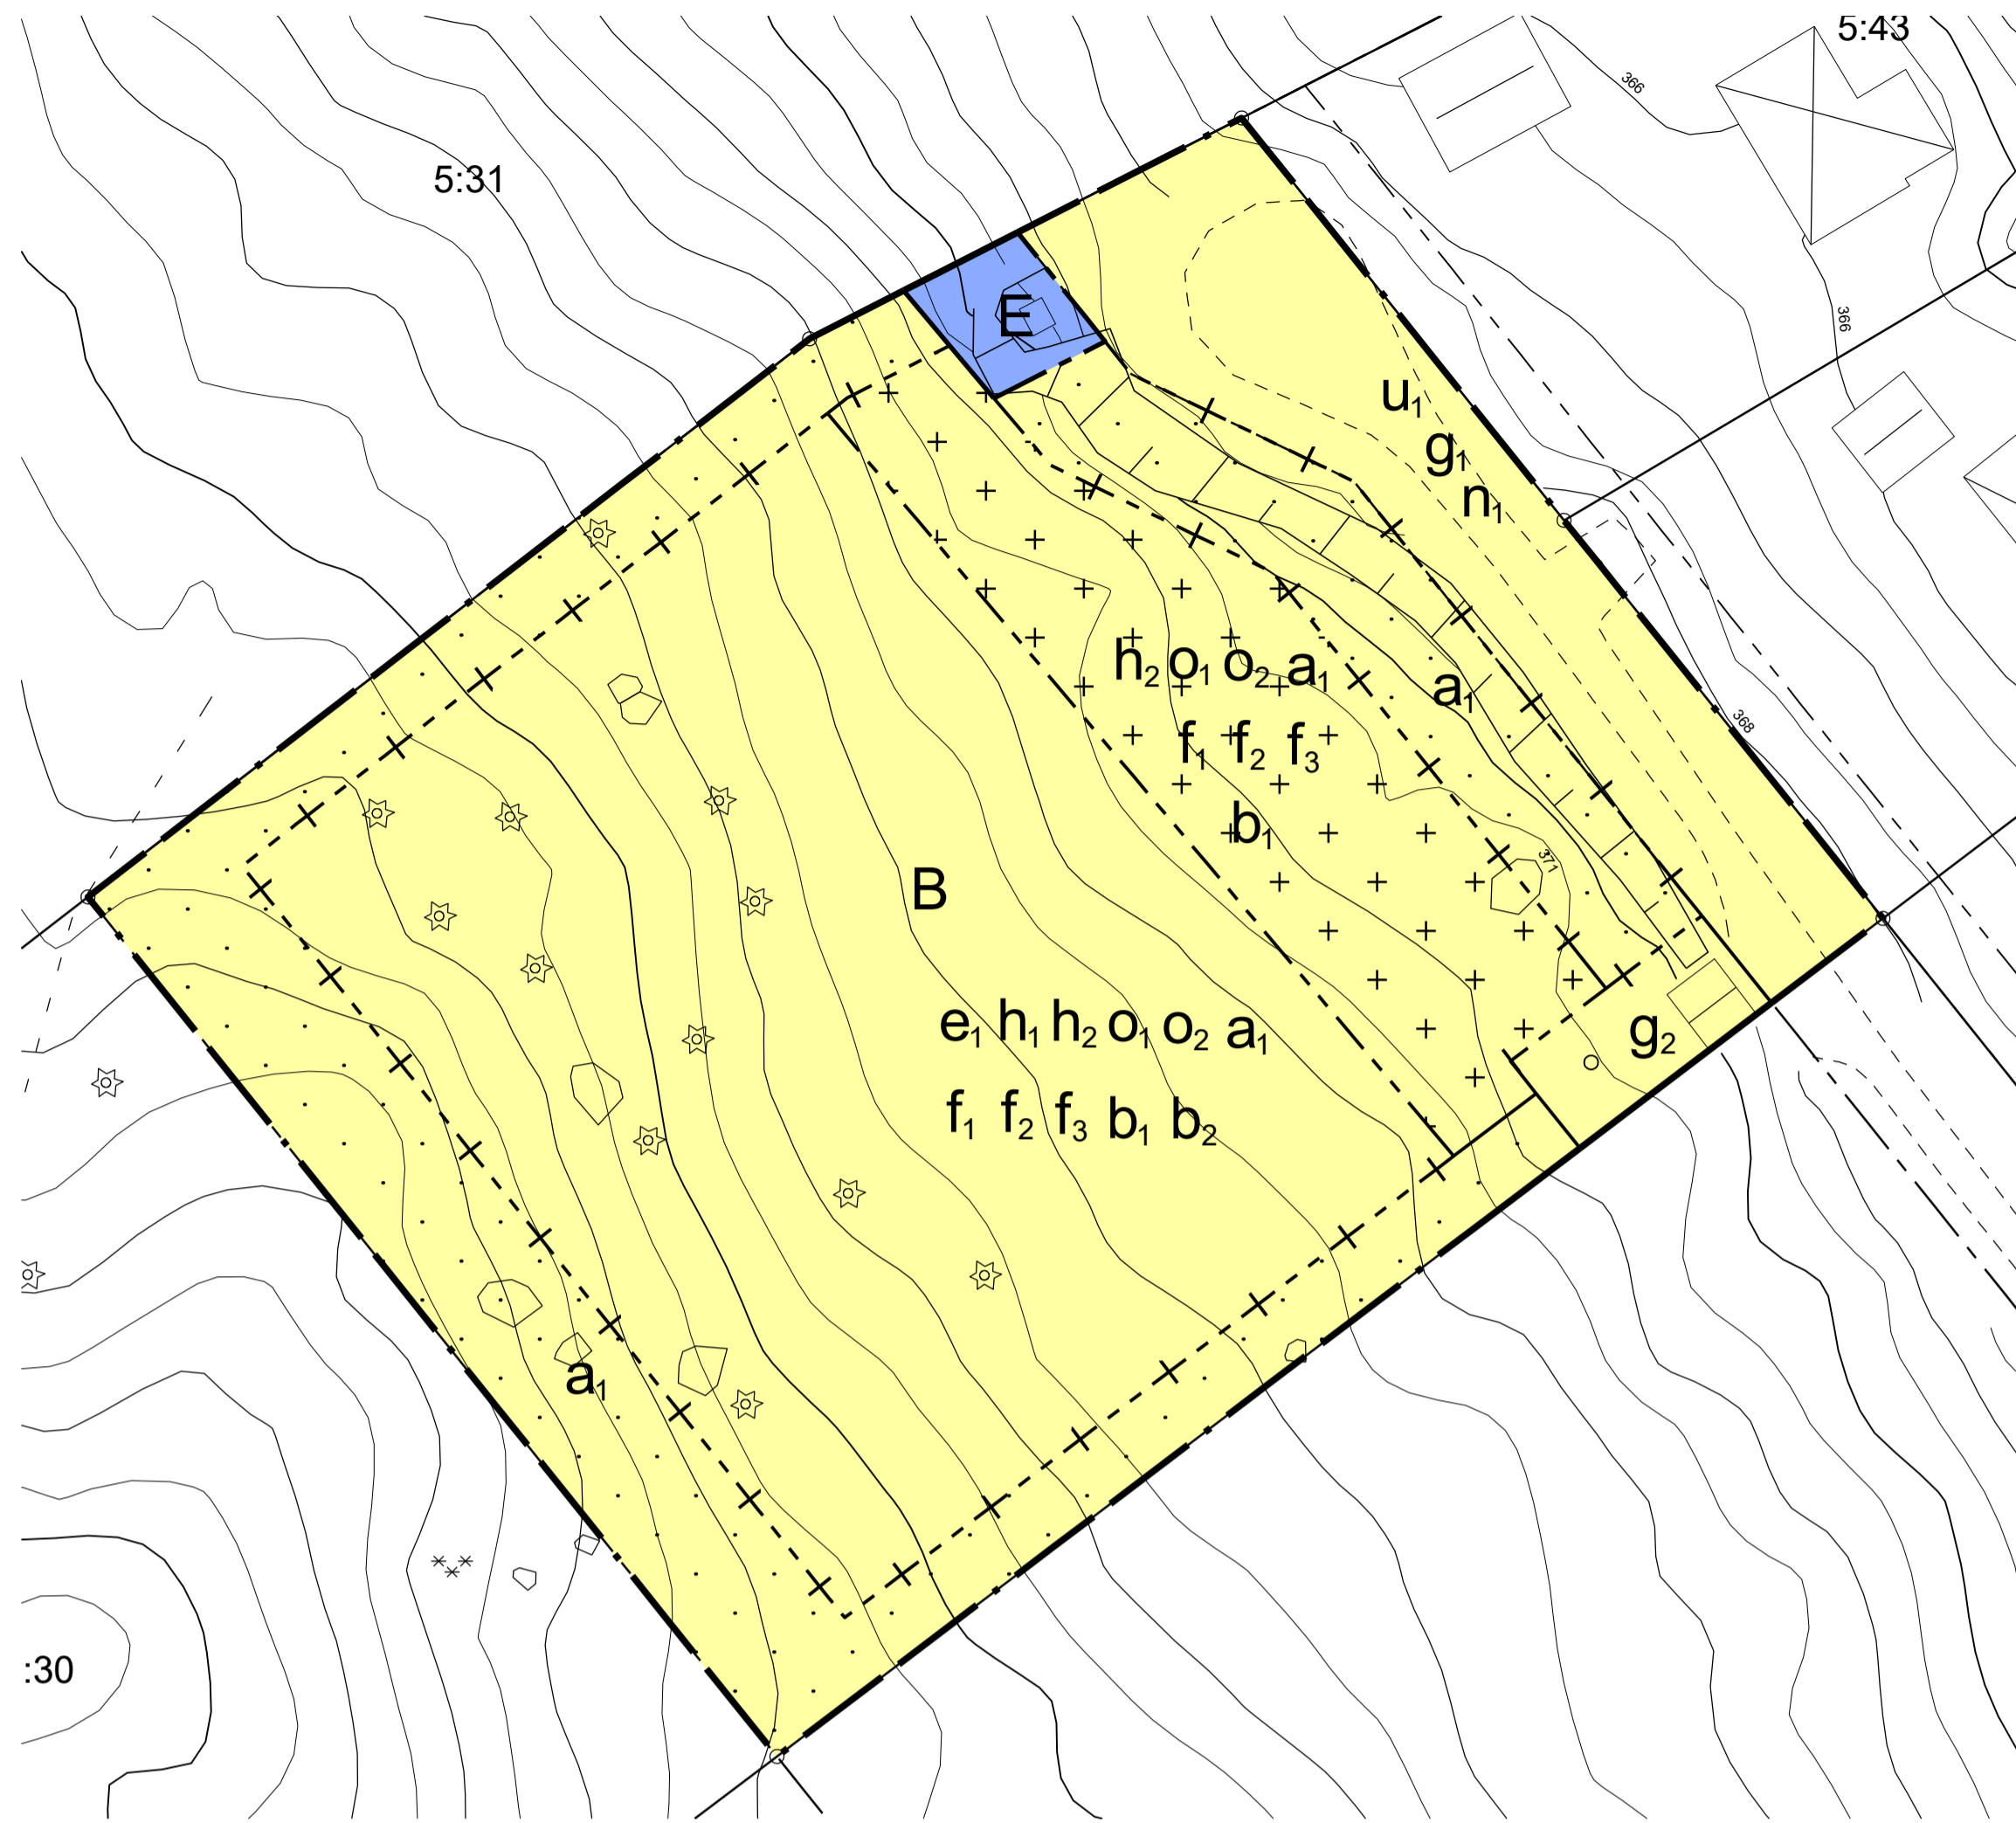 5:43
366
5:31
E
366
u₁
g₁
n₁
h₂ o₁ o₂ a₁
a₁
f₁ f₂ f₃
368
b₁
371
B
e₁ h₁ h₂ o₁ o₂ a₁
g₂
f₁ f₂ f₃ b₁ b₂
a₁
:30